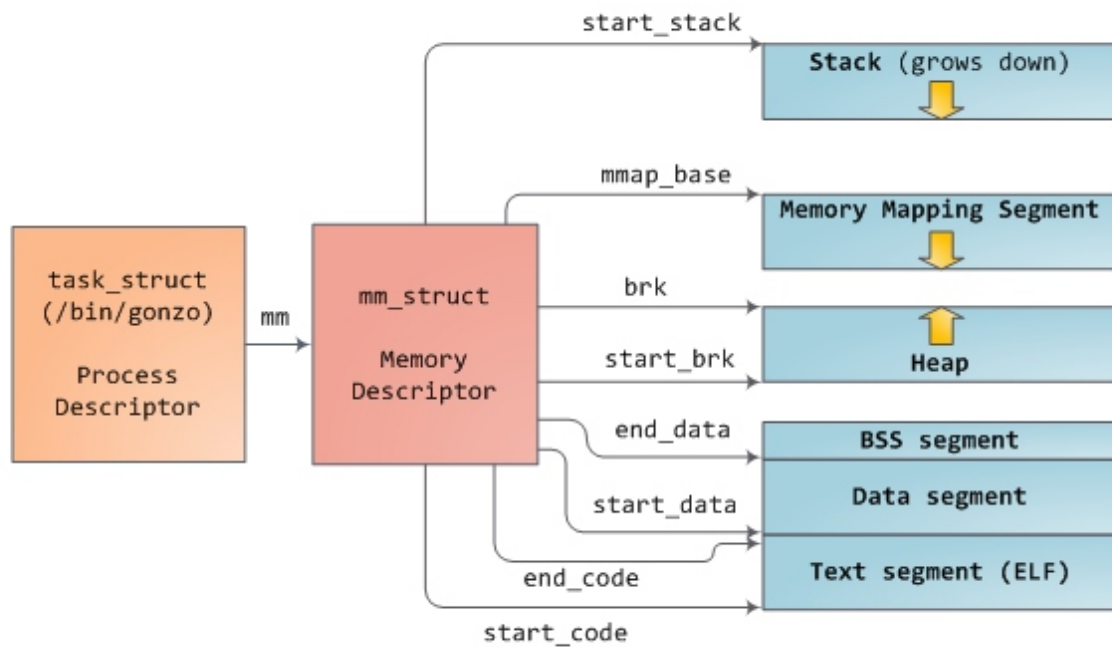 start_stack
Stack (grows down)
mmap_base
Memory Mapping Segment
task_struct
(/bin/gonzo)
Process
Descriptor
mm
mm_struct
Memory
Descriptor
brk
start_brk
Heap
end_data
BSS segment
start_data
Data segment
end_code
Text segment (ELF)
start_code